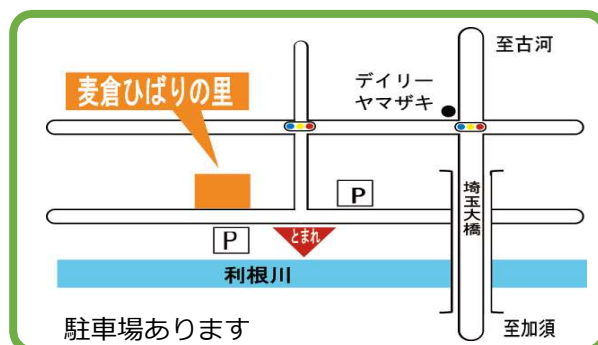 至古河
麦倉ひばりの里
デイリー
ヤマザキ
P
埼玉大橋
P
とまれ
利根川
駐車場あります
至加須